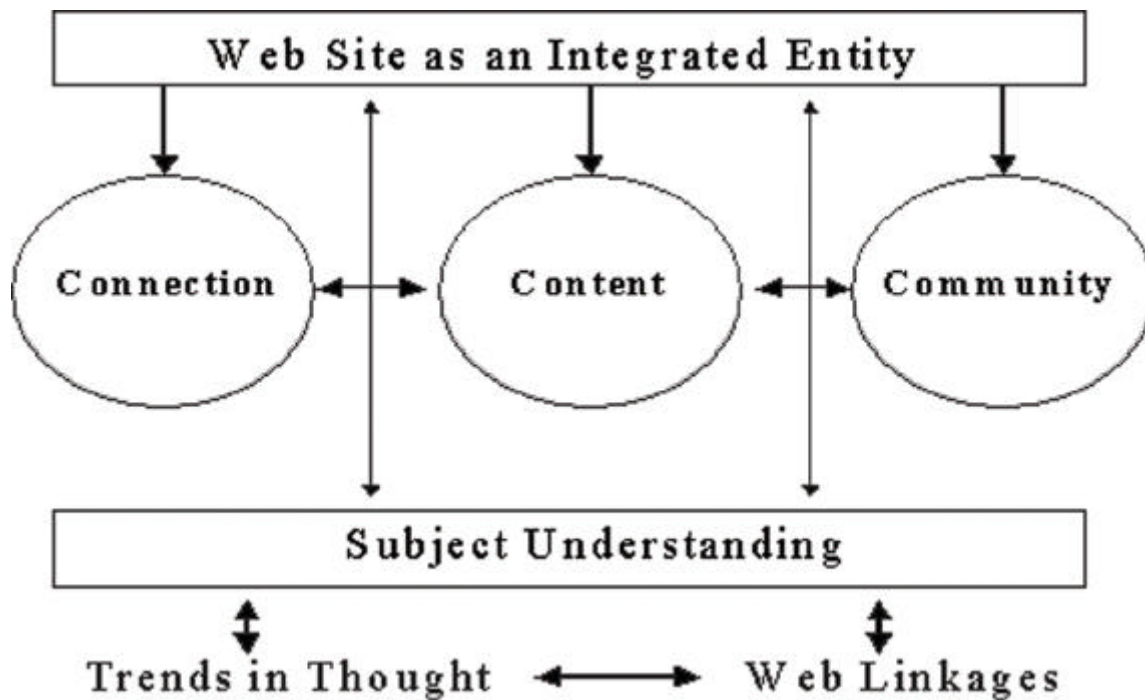 Web Site as an Integrated Entity
Connection
Content
Community
Subject Understanding
Trends in Thought
Web Linkages